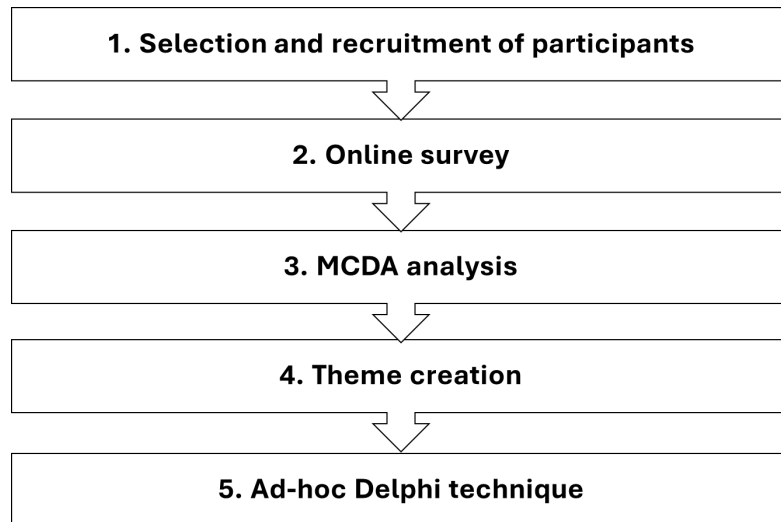 1. Selection and recruitment of participants
2. Online survey
3. MCDA analysis
4. Theme creation
5. Ad-hoc Delphi technique